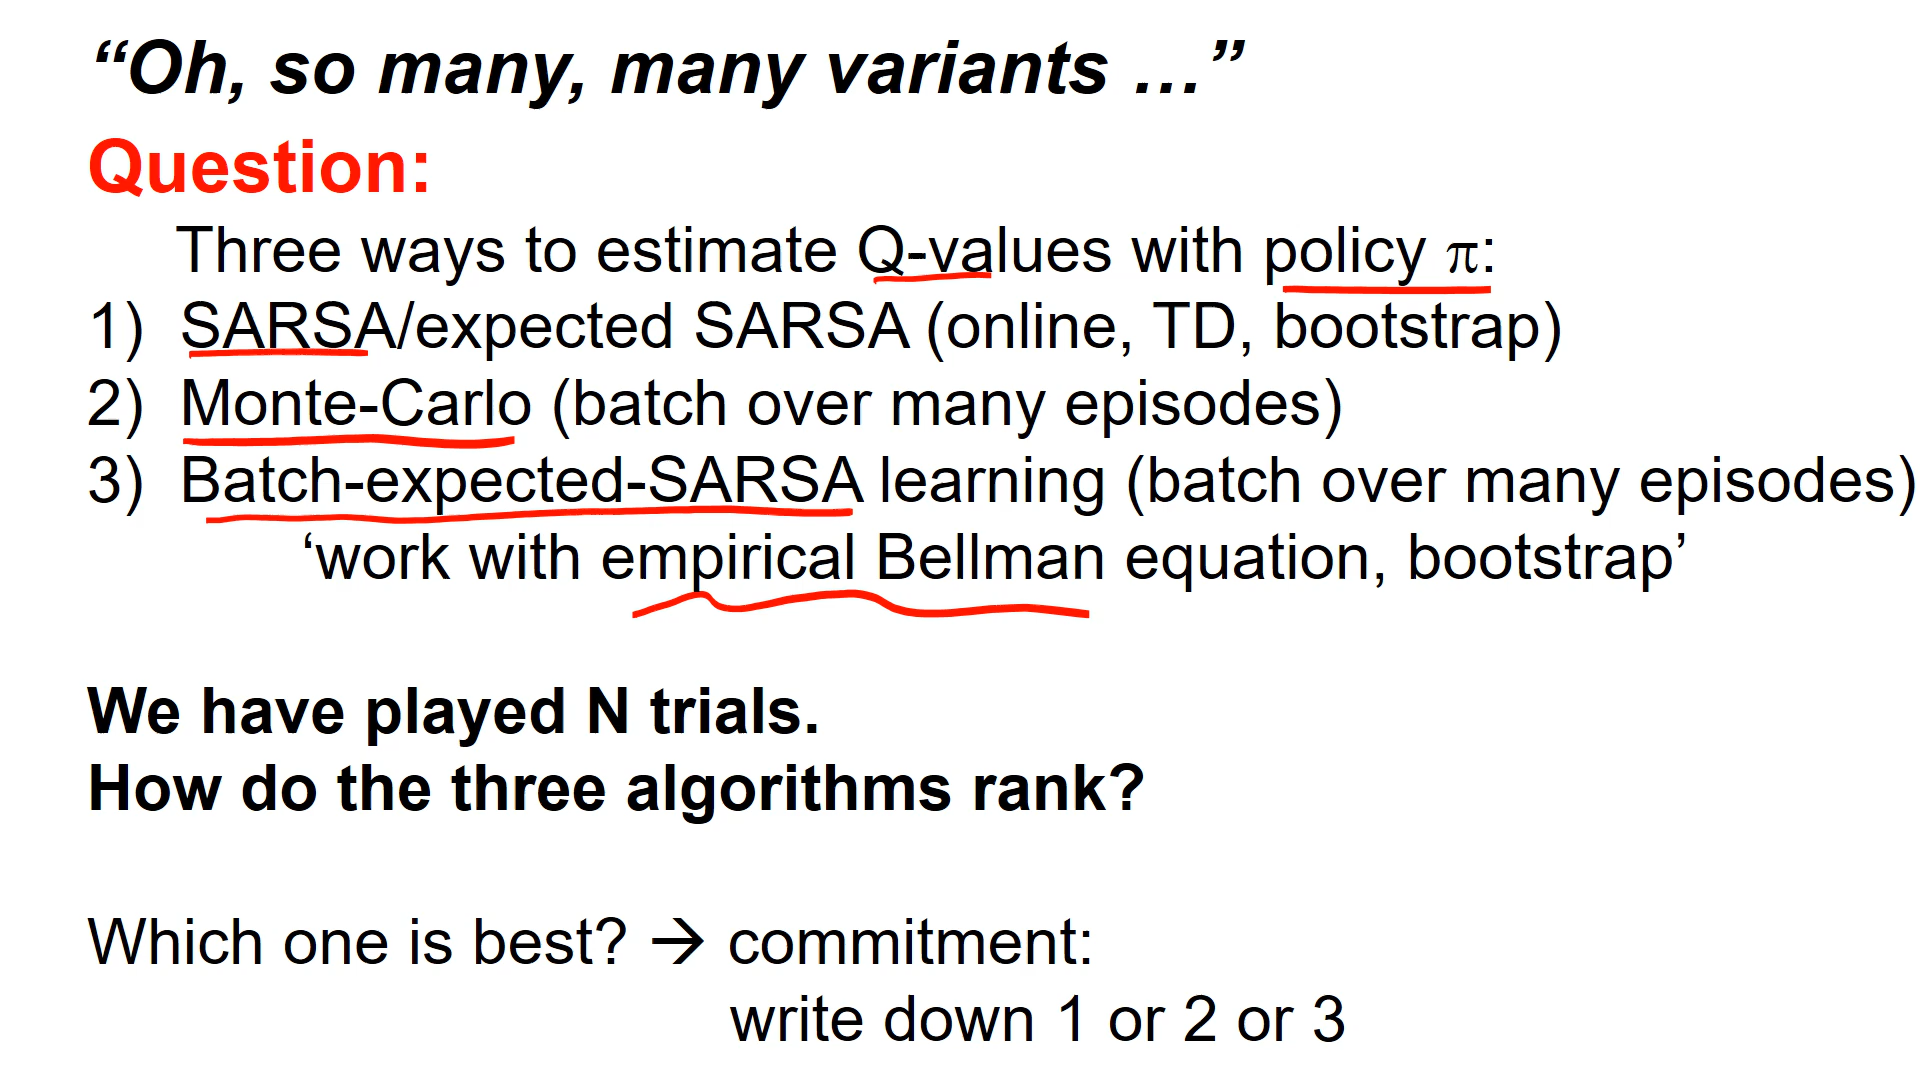 “Oh, so many, many variants …”
Question:
Three ways to estimate Q-values with policy π:
1) SARSA/expected SARSA (online, TD, bootstrap)
2) Monte-Carlo (batch over many episodes)
3) Batch-expected-SARSA learning (batch over many episodes)
‘work with empirical Bellman equation, bootstrap’
We have played N trials.
How do the three algorithms rank?
Which one is best? → commitment:
write down 1 or 2 or 3